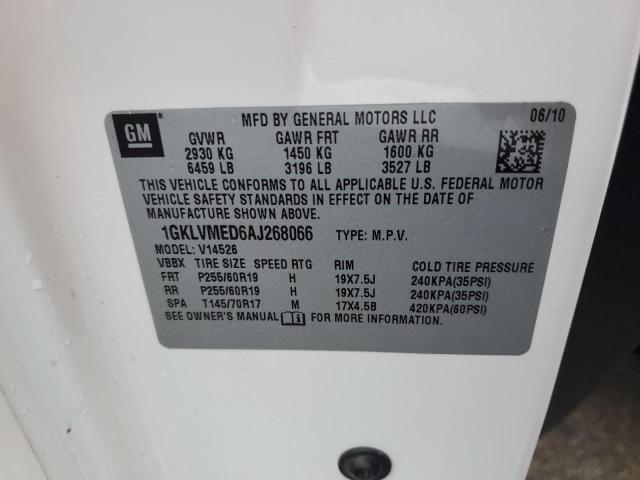 GM
MFD BY GENERAL MOTORS LLC 06/10
GVWR GAWR FRT GAWR RR
2930 KG 1450 KG 1600 KG
6459 LB 3196 LB 3527 LB
THIS VEHICLE CONFORMS TO ALL APPLICABLE U.S. FEDERAL MOTOR
VEHICLE SAFETY STANDARDS IN EFFECT ON THE DATE OF
MANUFACTURE SHOWN ABOVE.
1GKLVMED6AJ268066 TYPE: M.P.V.
MODEL: V14526
VBBX TIRE SIZE SPEED RTG RIM COLD TIRE PRESSURE
FRT P255/60R19 H 19X7.5J 240KPA(35PSI)
RR P255/60R19 H 19X7.5J 240KPA(35PSI)
SPA T145/70R17 M 17X4.5B 420KPA(60PSI)
SEE OWNER'S MANUAL FOR MORE INFORMATION.